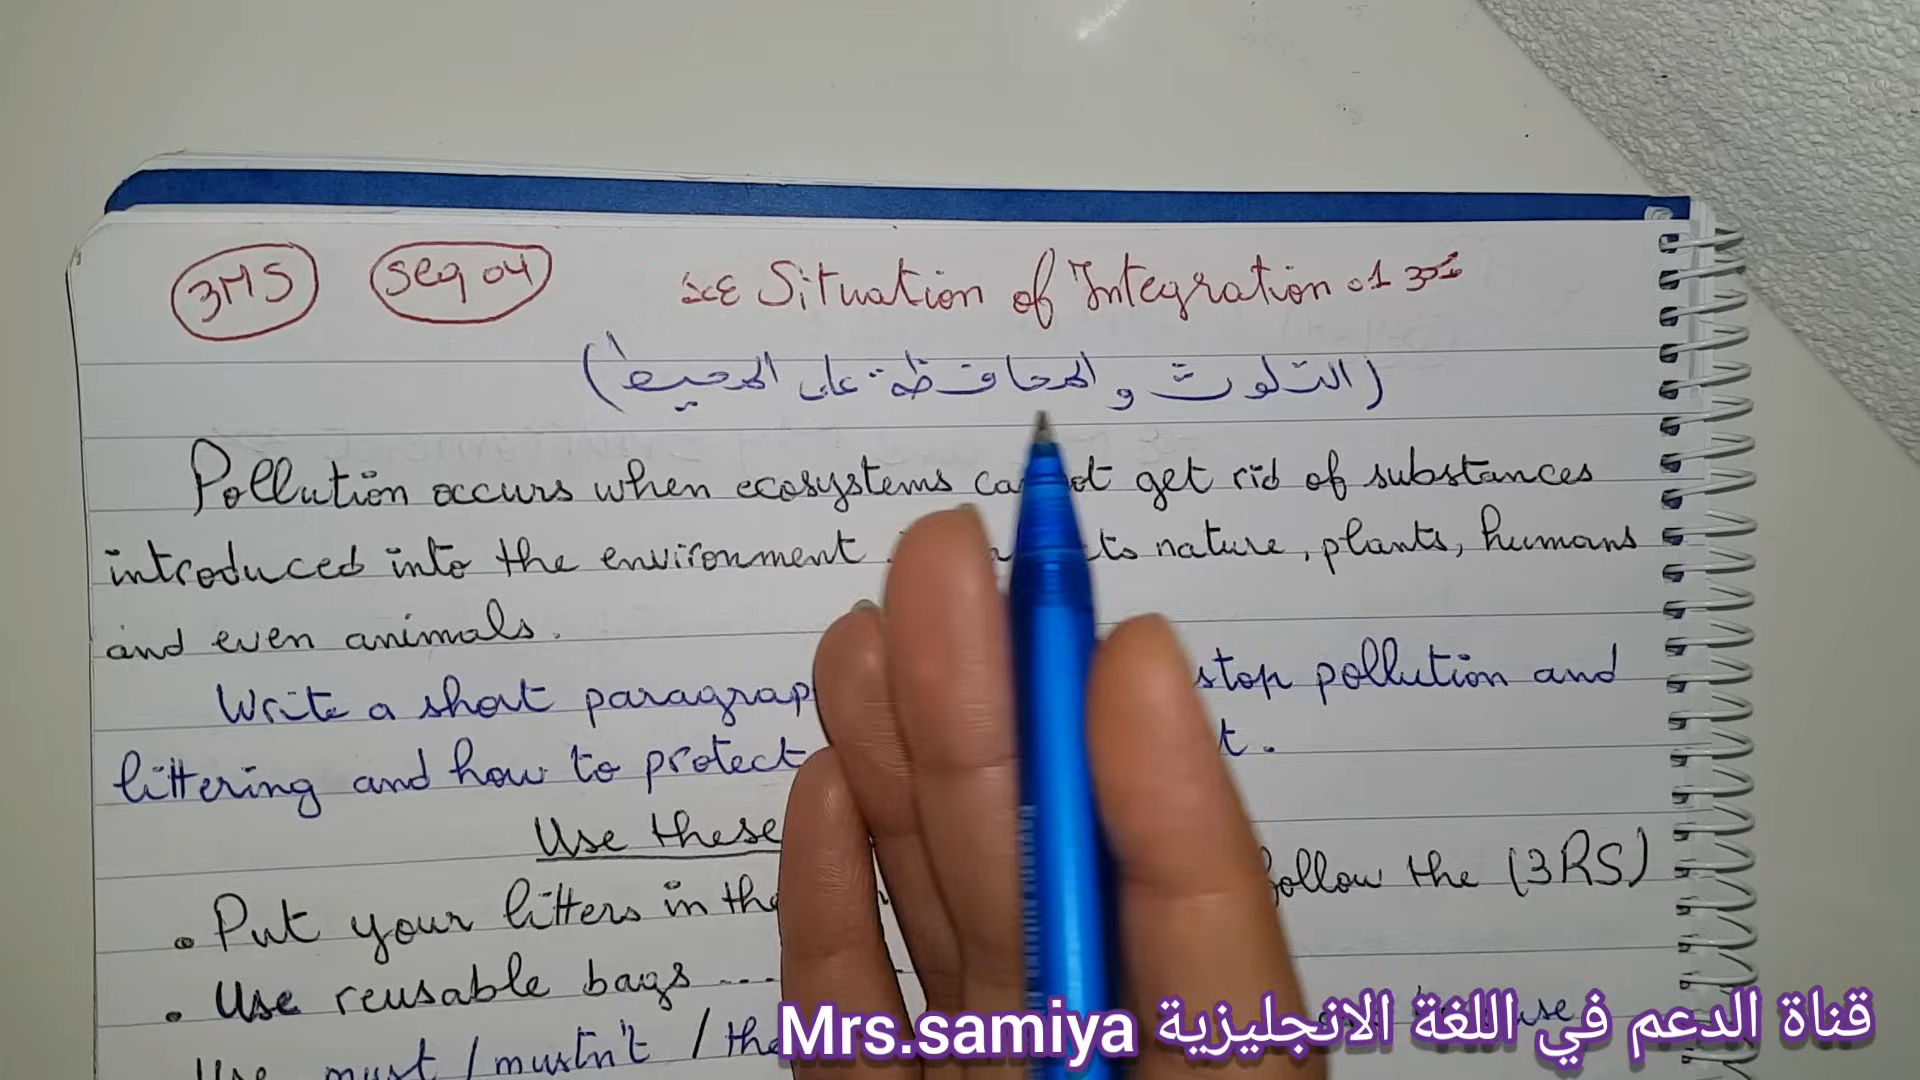 3MS Seq 04 Situation of Integration 01
(التلوث والمحافظة على المحيط)
Pollution occurs when ecosystems get rid of substances
introduced into the environment. nature, plants, humans
and even animals.
Write a short stop pollution and
littering and how to protect
Use these
• Put your litters in the follow the (3RS)
• Use reusable bags ....
Use must / mustn't / the use
Mrs.samiya قناة الدعم في اللغة الانجليزية